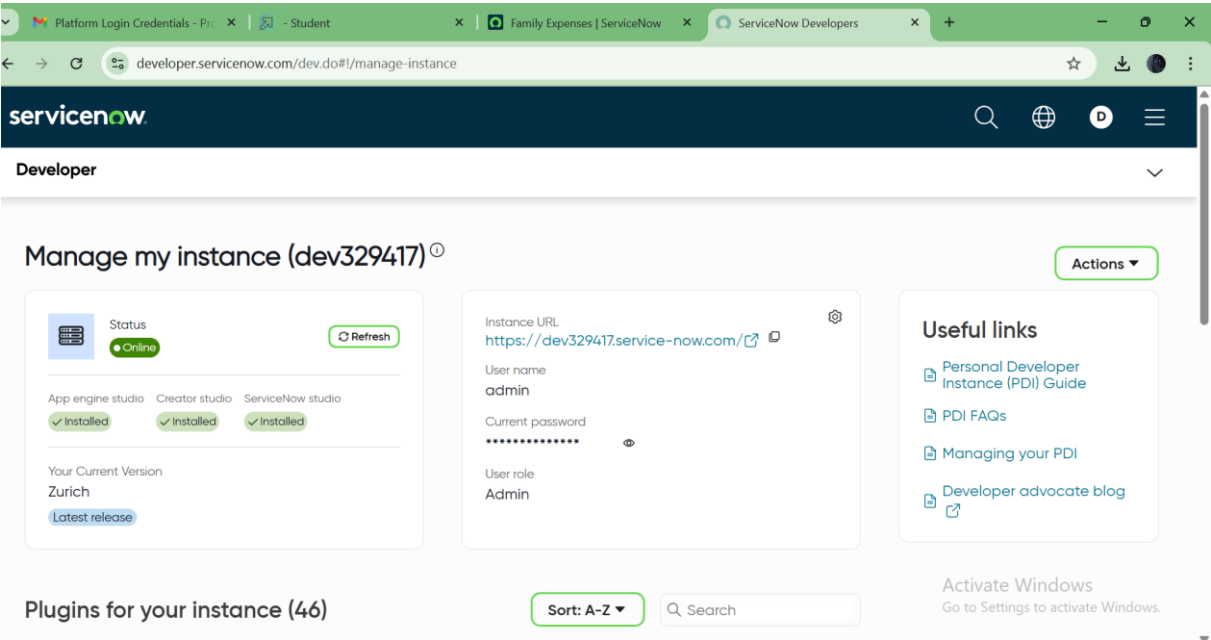 Platform Login Credentials - Pro
- Student
Family Expenses | ServiceNow
ServiceNow Developers
developer.servicenow.com/dev.do#!/manage-instance
servicenow.
D
Developer
Manage my instance (dev329417)
Actions
Status
Online
Refresh
App engine studio Creator studio ServiceNow studio
Installed Installed Installed
Your Current Version
Zurich
Latest release
Instance URL
https://dev329417.service-now.com/
User name
admin
Current password
••••••••••••••
User role
Admin
Useful links
Personal Developer
Instance (PDI) Guide
PDI FAQs
Managing your PDI
Developer advocate blog
Plugins for your instance (46)
Sort: A-Z
Search
Activate Windows
Go to Settings to activate Windows.